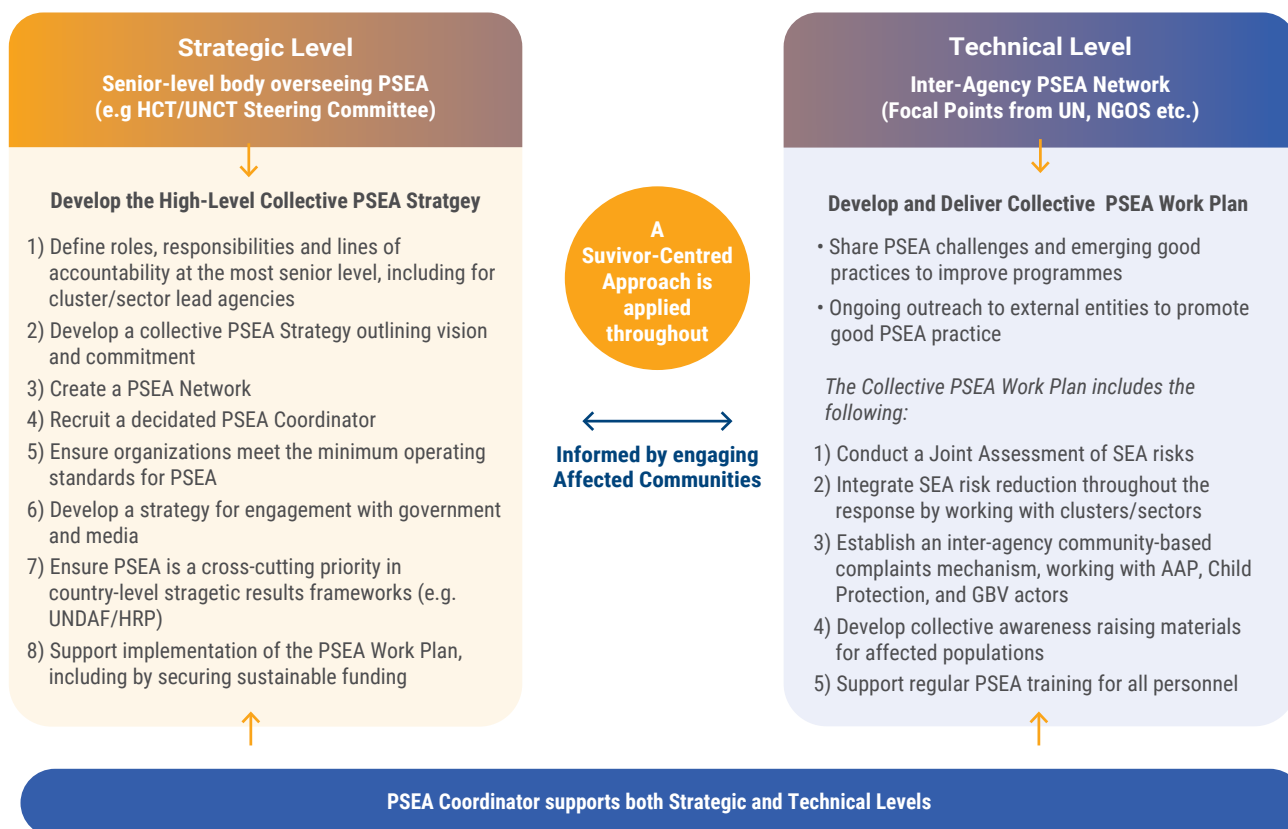 Strategic Level
Senior-level body overseeing PSEA
(e.g HCT/UNCT Steering Committee)
Develop the High-Level Collective PSEA Stratgey
1) Define roles, responsibilities and lines of
accountability at the most senior level, including for
cluster/sector lead agencies
2) Develop a collective PSEA Strategy outlining vision
and commitment
3) Create a PSEA Network
4) Recruit a decidated PSEA Coordinator
5) Ensure organizations meet the minimum operating
standards for PSEA
6) Develop a strategy for engagement with government
and media
7) Ensure PSEA is a cross-cutting priority in
country-level stragetic results frameworks (e.g.
UNDAF/HRP)
8) Support implementation of the PSEA Work Plan,
including by securing sustainable funding
A
Suvivor-Centred
Approach is
applied
throughout
Informed by engaging
Affected Communities
Technical Level
Inter-Agency PSEA Network
(Focal Points from UN, NGOS etc.)
Develop and Deliver Collective PSEA Work Plan
• Share PSEA challenges and emerging good
practices to improve programmes
• Ongoing outreach to external entities to promote
good PSEA practice
The Collective PSEA Work Plan includes the
following:
1) Conduct a Joint Assessment of SEA risks
2) Integrate SEA risk reduction throughout the
response by working with clusters/sectors
3) Establish an inter-agency community-based
complaints mechanism, working with AAP, Child
Protection, and GBV actors
4) Develop collective awareness raising materials
for affected populations
5) Support regular PSEA training for all personnel
PSEA Coordinator supports both Strategic and Technical Levels